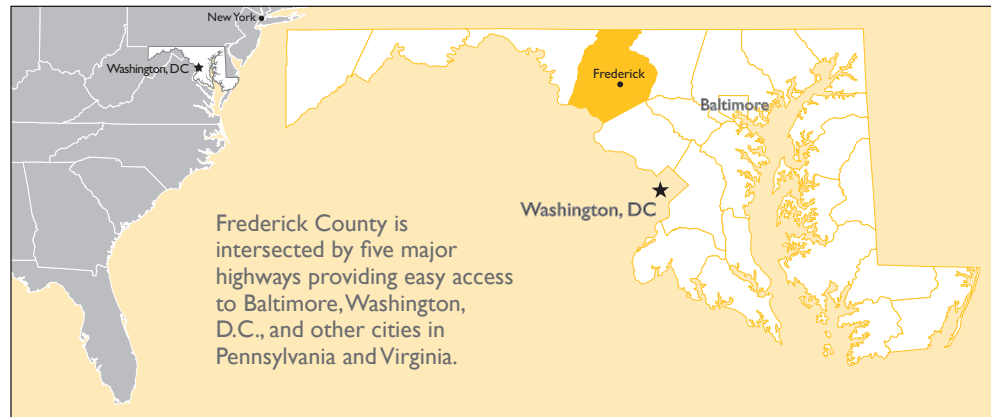 New York
Washington, DC
Frederick
Baltimore
Washington, DC
Frederick County is
intersected by five major
highways providing easy access
to Baltimore, Washington,
D.C., and other cities in
Pennsylvania and Virginia.